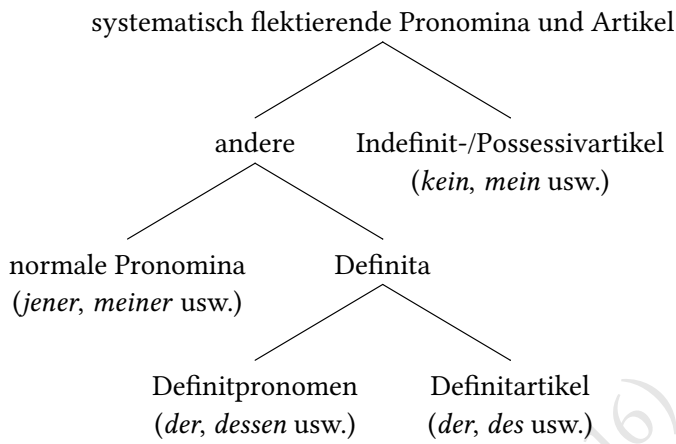 systematisch flektierende Pronomina und Artikel
andere
Indefinit-/Possessivartikel
(kein, mein usw.)
normale Pronomina
(jener, meiner usw.)
Definita
Definitpronomen
(der, dessen usw.)
Definitartikel
(der, des usw.)
16)